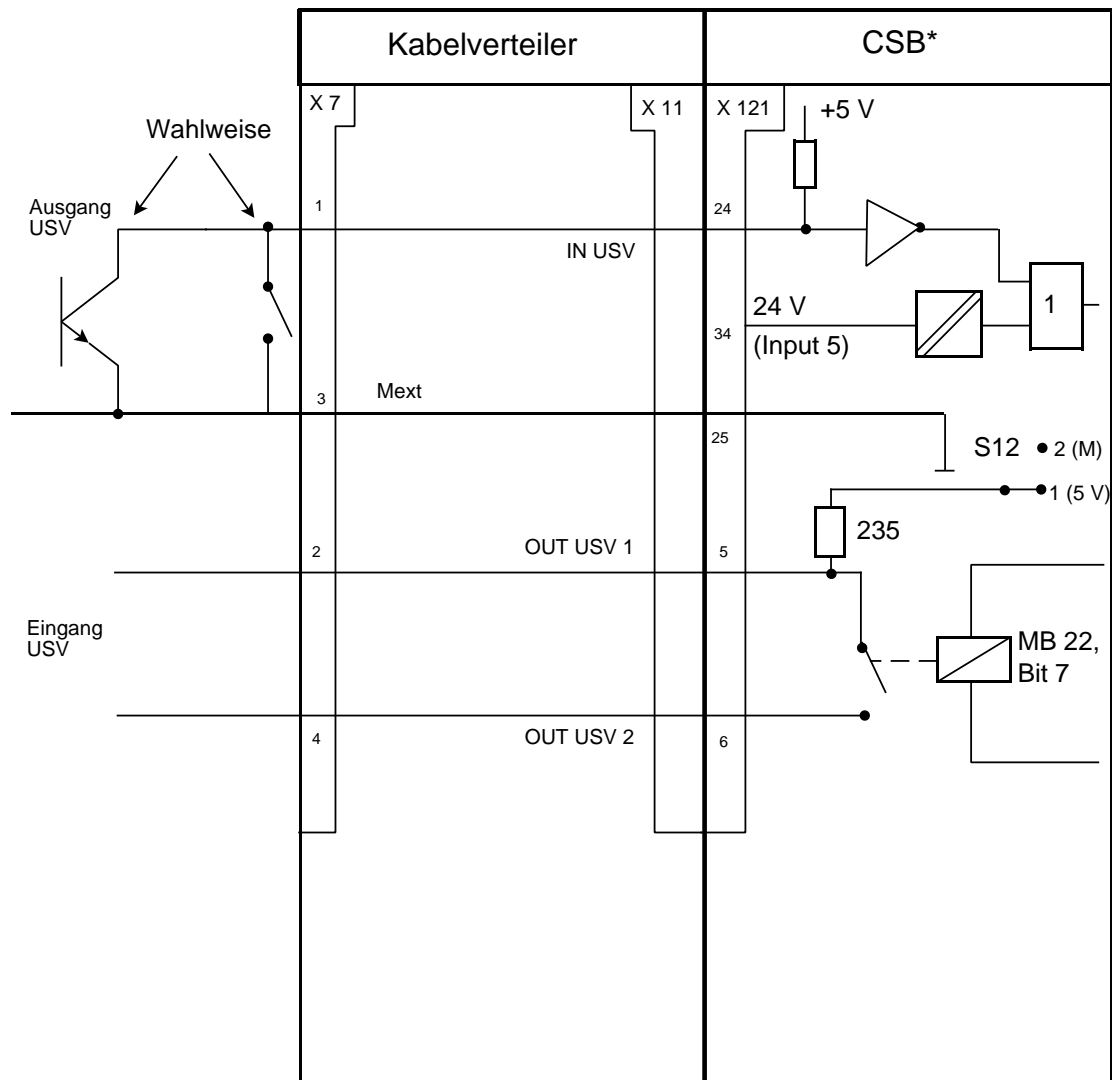 Kabelverteiler
CSB*
X 7
X 11
X 121
+5 V
Wahlweise
Ausgang
USV
1
24
IN USV
24 V
(Input 5)
34
1
3
Mext
25
S12
2 (M)
1 (5 V)
235
2
OUT USV 1
5
Eingang
USV
MB 22,
Bit 7
4
OUT USV 2
6